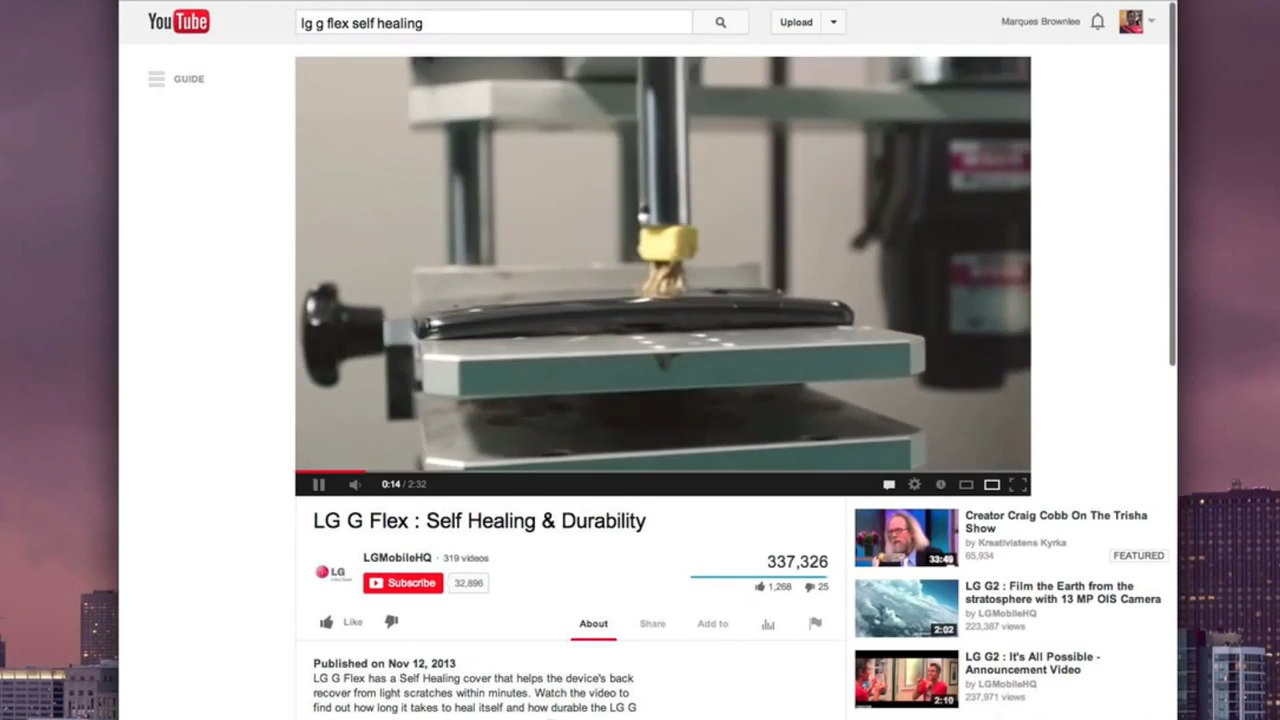 YouTube
lg g flex self healing
Upload
Marques Brownlee
GUIDE
0:14 / 2:32
LG G Flex : Self Healing & Durability
LGMobileHQ · 319 videos
LG
Subscribe
32,896
337,326
1,268
25
Like
About
Share
Add to
Published on Nov 12, 2013
LG G Flex has a Self Healing cover that helps the device's back
recover from light scratches within minutes. Watch the video to
find out how long it takes to heal itself and how durable the LG G
33:49
Creator Craig Cobb On The Trisha
Show
by Kreativistens Kyrka
65,934
FEATURED
2:02
LG G2 : Film the Earth from the
stratosphere with 13 MP OIS Camera
by LGMobileHQ
223,387 views
2:10
LG G2 : It's All Possible -
Announcement Video
by LGMobileHQ
237,971 views